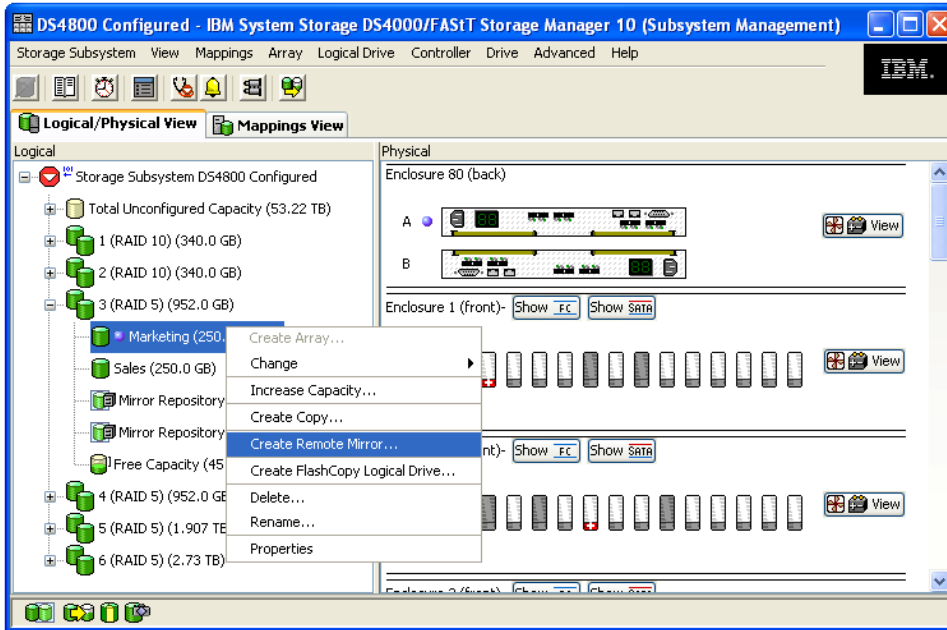 DS4800 Configured - IBM System Storage DS4000/FAStT Storage Manager 10 (Subsystem Management)
Storage Subsystem View Mappings Array Logical Drive Controller Drive Advanced Help
IBM.
Logical/Physical View
Mappings View
Logical
Storage Subsystem DS4800 Configured
Total Unconfigured Capacity (53.22 TB)
1 (RAID 10) (340.0 GB)
2 (RAID 10) (340.0 GB)
3 (RAID 5) (952.0 GB)
Marketing (250.
Sales (250.0 GB)
Mirror Repository
Mirror Repository
Free Capacity (45
4 (RAID 5) (952.0 GB
5 (RAID 5) (1.907 TB
6 (RAID 5) (2.73 TB)
Create Array...
Change
Increase Capacity...
Create Copy...
Create Remote Mirror...
Create FlashCopy Logical Drive...
Delete...
Rename...
Properties
Physical
Enclosure 80 (back)
A
88
View
B
88
Enclosure 1 (front)- Show FC Show SATA
View
nt)- Show FC Show SATA
View